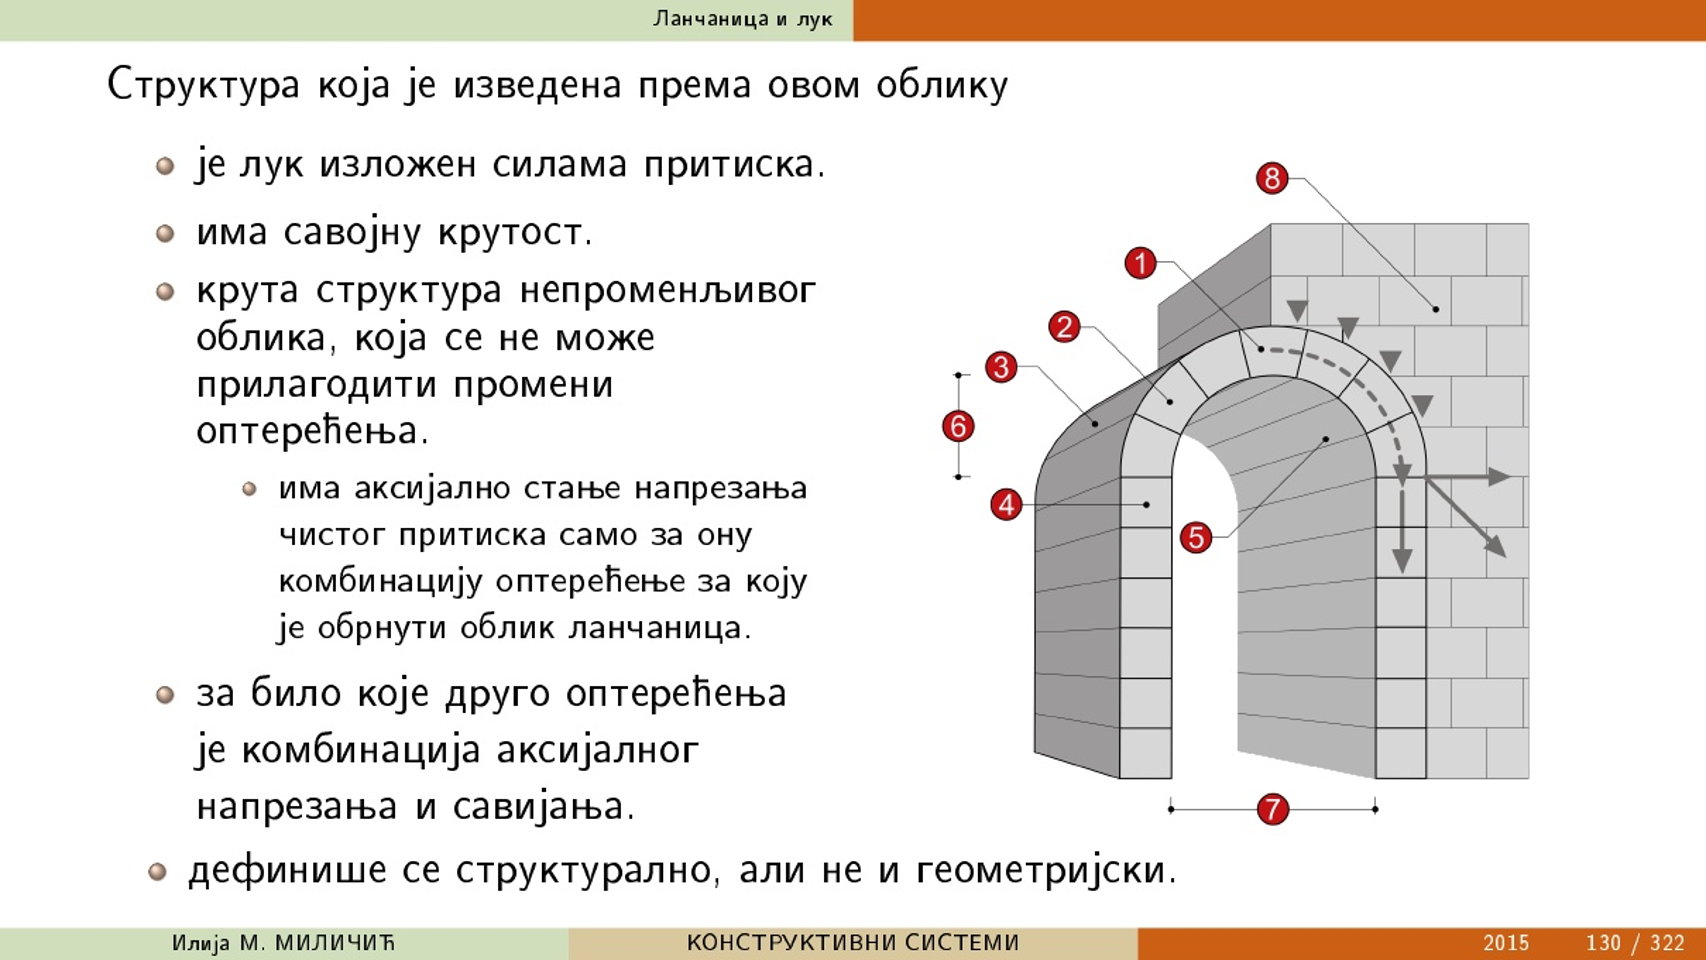 Ланчаница и лук
Структура која је изведена према овом облику
је лук изложен силама притиска.
има савојну крутост.
крута структура непроменљивог
облика, која се не може
прилагодити промени
оптерећења.
има аксијално стање напрезања
чистог притиска само за ону
комбинацију оптерећење за коју
је обрнути облик ланчаница.
за било које друго оптерећења
је комбинација аксијалног
напрезања и савијања.
дефинише се структурално, али не и геометријски.
8
1
2
3
6
4
5
7
Илија М. МИЛИЧИЋ
КОНСТРУКТИВНИ СИСТЕМИ
2015 130 / 322